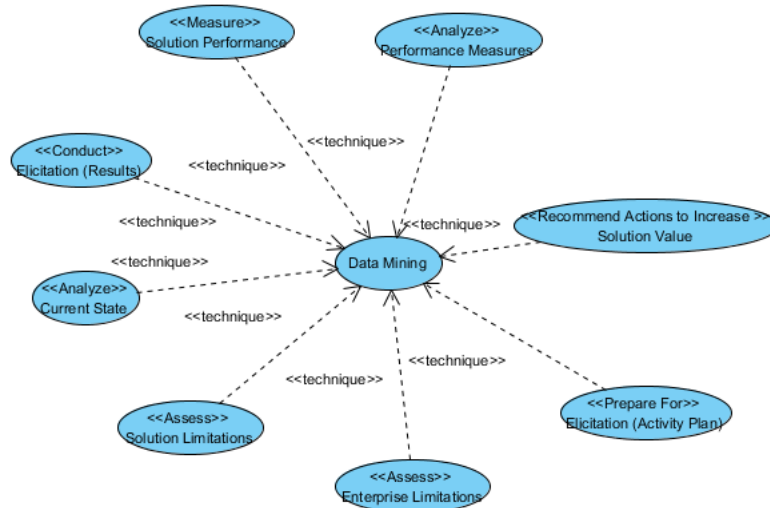 <<Measure>>
Solution Performance
<<Analyze>>
Performance Measures
<<technique>>
<<Conduct>>
Elicitation (Results)
<<technique>>
<<technique>>
<<technique>>
<<Recommend Actions to Increase >>
Solution Value
Data Mining
<<technique>>
<<Analyze>>
Current State
<<technique>>
<<technique>>
<<technique>>
<<Assess>>
Solution Limitations
<<Prepare For>>
Elicitation (Activity Plan)
<<Assess>>
Enterprise Limitations